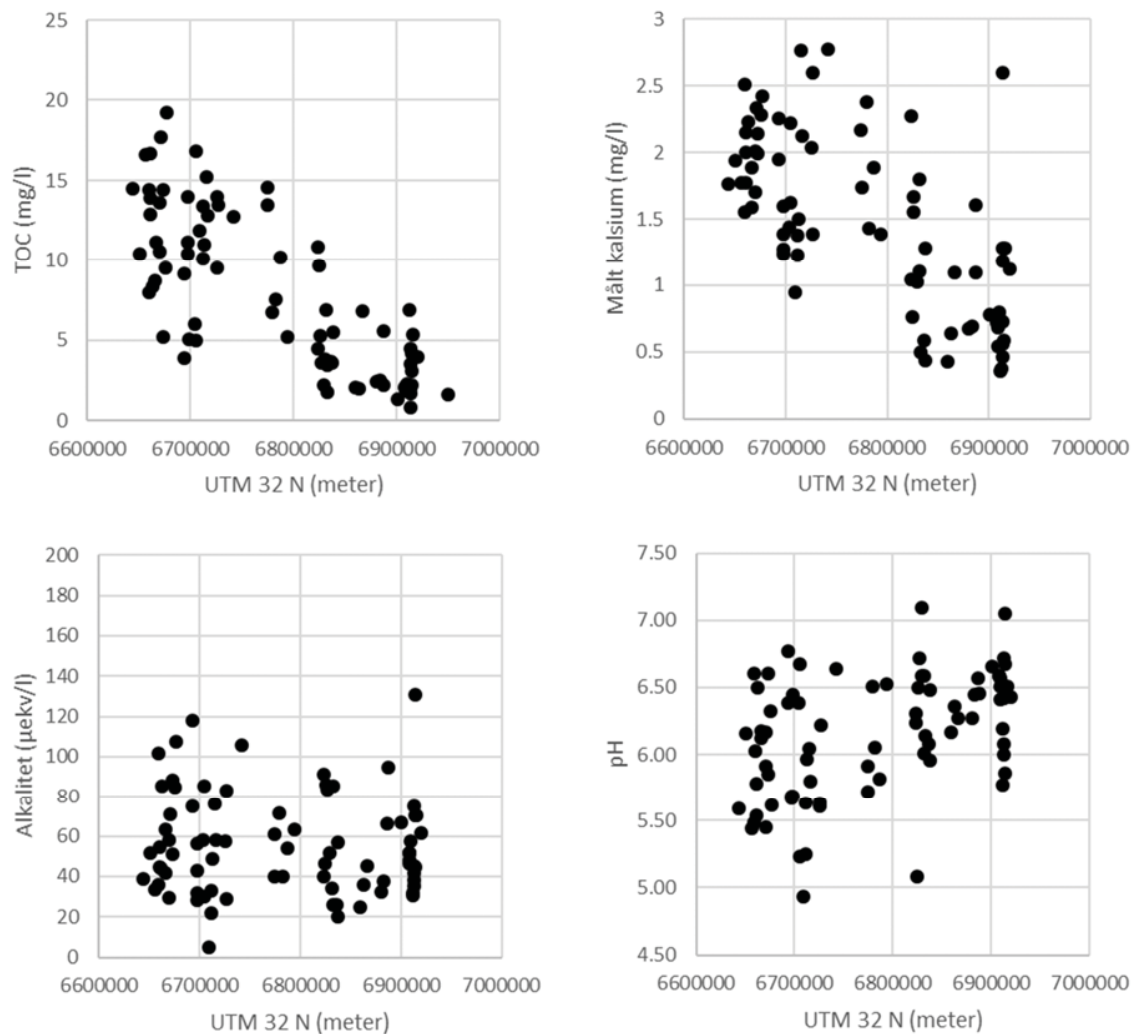 25
20
15
10
5
0
TOC (mg/l)
6600000 6700000 6800000 6900000 7000000
UTM 32 N (meter)
3
2.5
2
1.5
1
0.5
0
Målt kalsium (mg/l)
6600000 6700000 6800000 6900000 7000000
UTM 32 N (meter)
200
180
160
140
120
100
80
60
40
20
0
Alkalitet (µekv/l)
6600000 6700000 6800000 6900000 7000000
UTM 32 N (meter)
7.50
7.00
6.50
6.00
5.50
5.00
4.50
pH
6600000 6700000 6800000 6900000 7000000
UTM 32 N (meter)